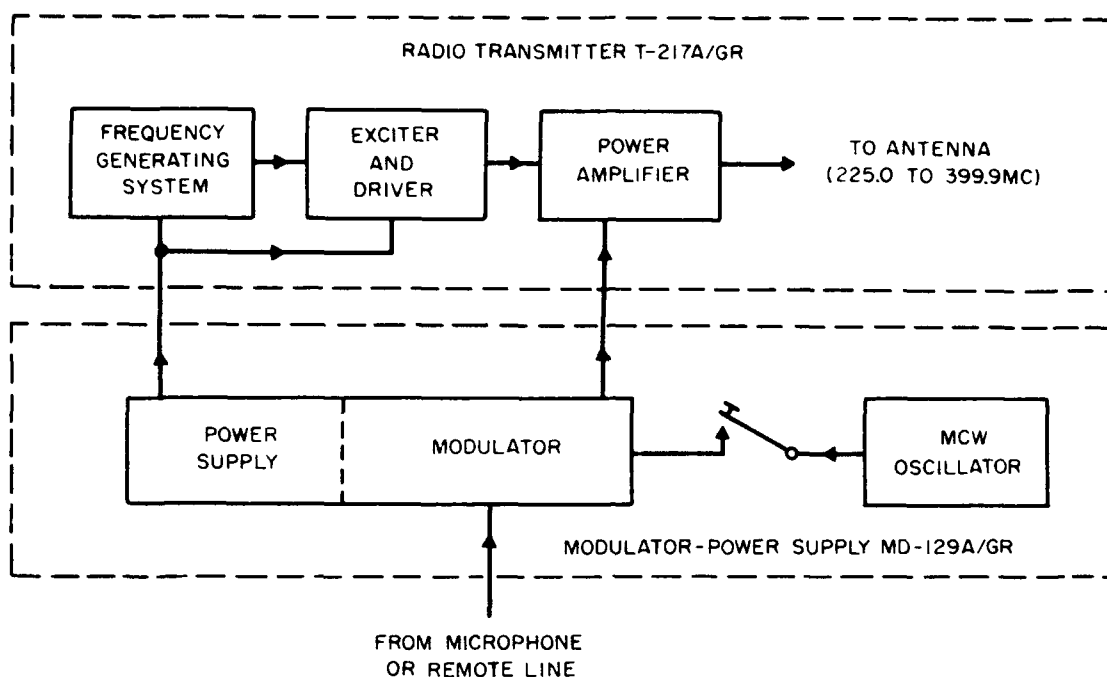 RADIO TRANSMITTER T-217A/GR
FREQUENCY
GENERATING
SYSTEM
EXCITER
AND
DRIVER
POWER
AMPLIFIER
TO ANTENNA
(225.0 TO 399.9MC)
POWER
SUPPLY
MODULATOR
MCW
OSCILLATOR
MODULATOR-POWER SUPPLY MD-129A/GR
FROM MICROPHONE
OR REMOTE LINE